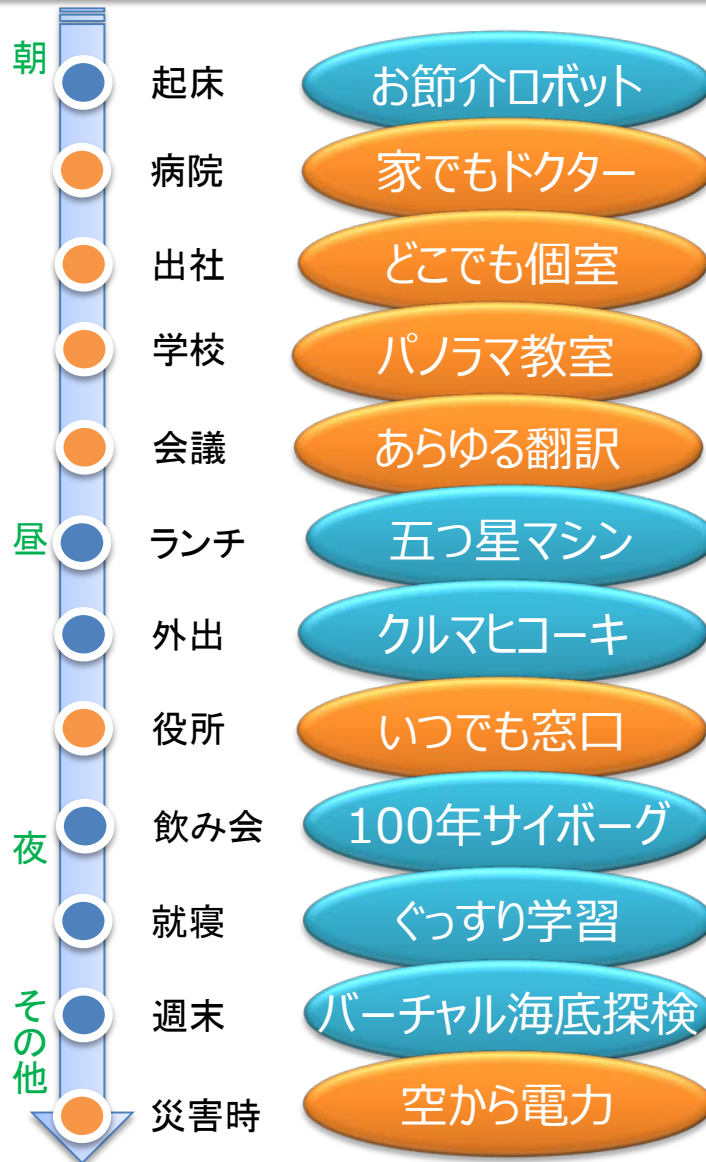 朝
起床 お節介ロボット
病院 家でもドクター
出社 どこでも個室
学校 パノラマ教室
会議 あらゆる翻訳
昼
ランチ 五つ星マシン
外出 クルマヒコーキ
役所 いつでも窓口
夜
飲み会 100年サイボーグ
就寝 ぐっすり学習
その他
週末 バーチャル海底探検
災害時 空から電力